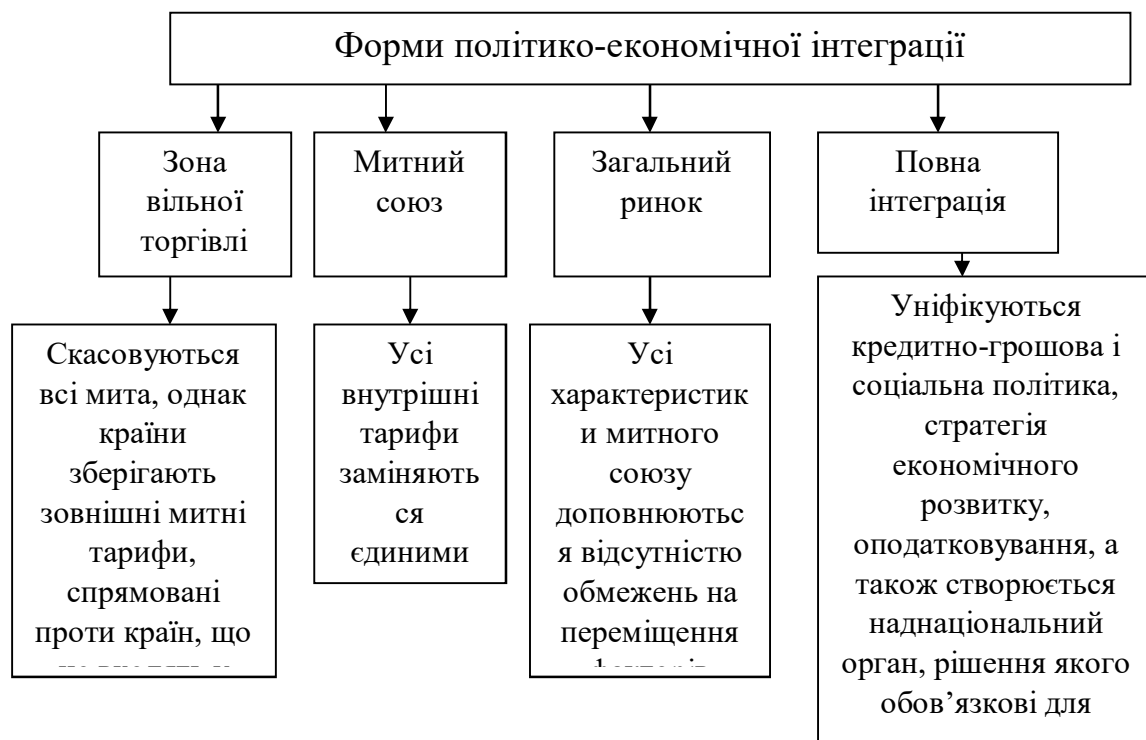 Форми політико-економічної інтеграції
Зона
вільної
торгівлі
Митний
союз
Загальний
ринок
Повна
інтеграція
Скасовуються
всі мита, однак
країни
зберігають
зовнішні митні
тарифи,
спрямовані
проти країн, що
Усі
внутрішні
тарифи
заміняють
ся
єдиними
Усі
характеристик
и митного
союзу
доповнюютьс
я відсутністю
обмежень на
переміщення
Уніфікуються
кредитно-грошова і
соціальна політика,
стратегія
економічного
розвитку,
оподатковування, а
також створюється
наднаціональний
орган, рішення якого
обов’язкові для